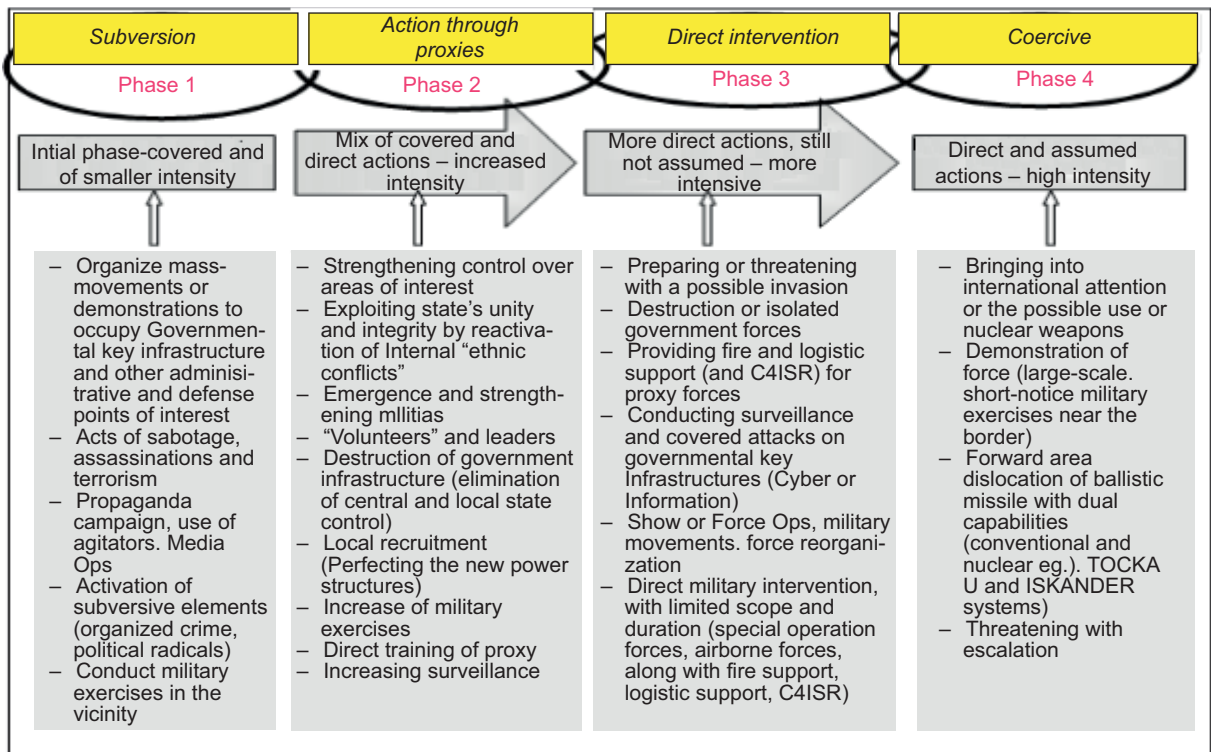 Subversion
Phase 1
Intial phase-covered and
of smaller intensity
– Organize mass-
movements or
demonstrations to
occupy Governmen-
tal key infrastructure
and other adminisi-
trative and defense
points of interest
– Acts of sabotage,
assassinations and
terrorism
– Propaganda
campaign, use of
agitators. Media
Ops
– Activation of
subversive elements
(organized crime,
political radicals)
– Conduct military
exercises in the
vicinity
Action through
proxies
Phase 2
Mix of covered and
direct actions – increased
intensity
– Strengthening control over
areas of interest
– Exploiting state's unity
and integrity by reactiva-
tion of Internal “ethnic
conflicts”
– Emergence and strength-
ening mllitias
– “Volunteers” and leaders
– Destruction of government
infrastructure (elimination
of central and local state
control)
– Local recruitment
(Perfecting the new power
structures)
– Increase of military
exercises
– Direct training of proxy
– Increasing surveillance
Direct intervention
Phase 3
More direct actions, still
not assumed – more
intensive
– Preparing or threatening
with a possible invasion
– Destruction or isolated
government forces
– Providing fire and logistic
support (and C4ISR) for
proxy forces
– Conducting surveillance
and covered attacks on
governmental key
Infrastructures (Cyber or
Information)
– Show or Force Ops, military
movements. force reorgani-
zation
– Direct military intervention,
with limited scope and
duration (special operation
forces, airborne forces,
along with fire support,
logistic support, C4ISR)
Coercive
Phase 4
Direct and assumed
actions – high intensity
– Bringing into
international attention
or the possible use or
nuclear weapons
– Demonstration of
force (large-scale.
short-notice military
exercises near the
border)
– Forward area
dislocation of ballistic
missile with dual
capabilities
(conventional and
nuclear eg.). TOCKA
U and ISKANDER
systems)
– Threatening with
escalation